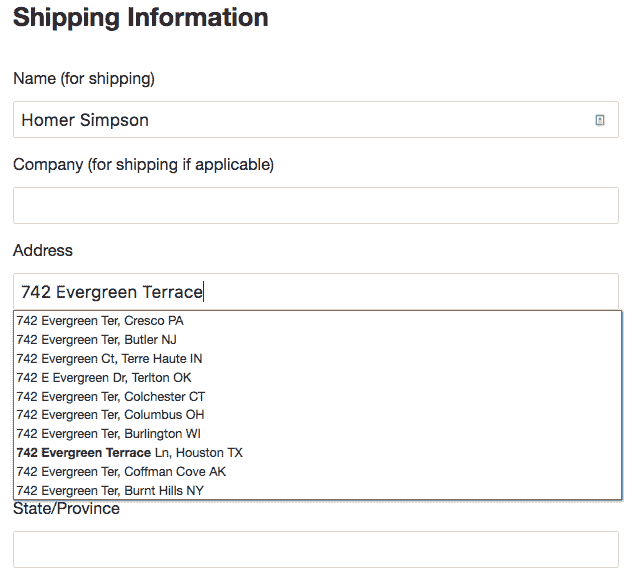 Shipping Information
Name (for shipping)
Homer Simpson
Company (for shipping if applicable)
Address
742 Evergreen Terrace
742 Evergreen Ter, Cresco PA
742 Evergreen Ter, Butler NJ
742 Evergreen Ct, Terre Haute IN
742 E Evergreen Dr, Terlton OK
742 Evergreen Ter, Colchester CT
742 Evergreen Ter, Columbus OH
742 Evergreen Ter, Burlington WI
742 Evergreen Terrace Ln, Houston TX
742 Evergreen Ter, Coffman Cove AK
742 Evergreen Ter, Burnt Hills NY
State/Province